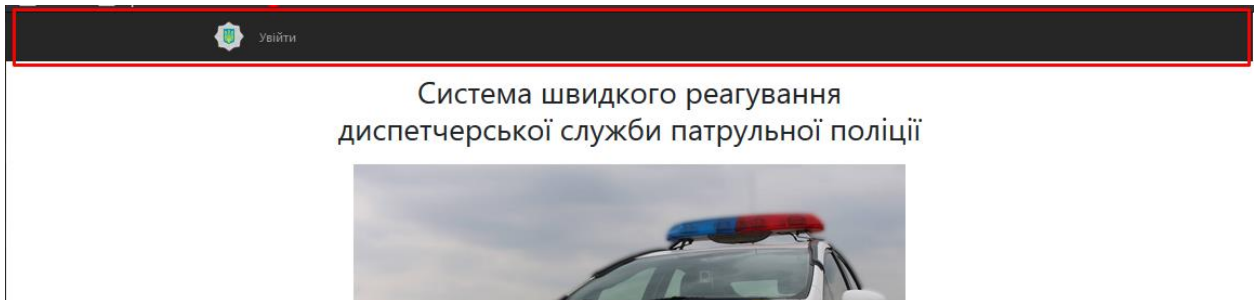 Увійти
Система швидкого реагування
диспетчерської служби патрульної поліції